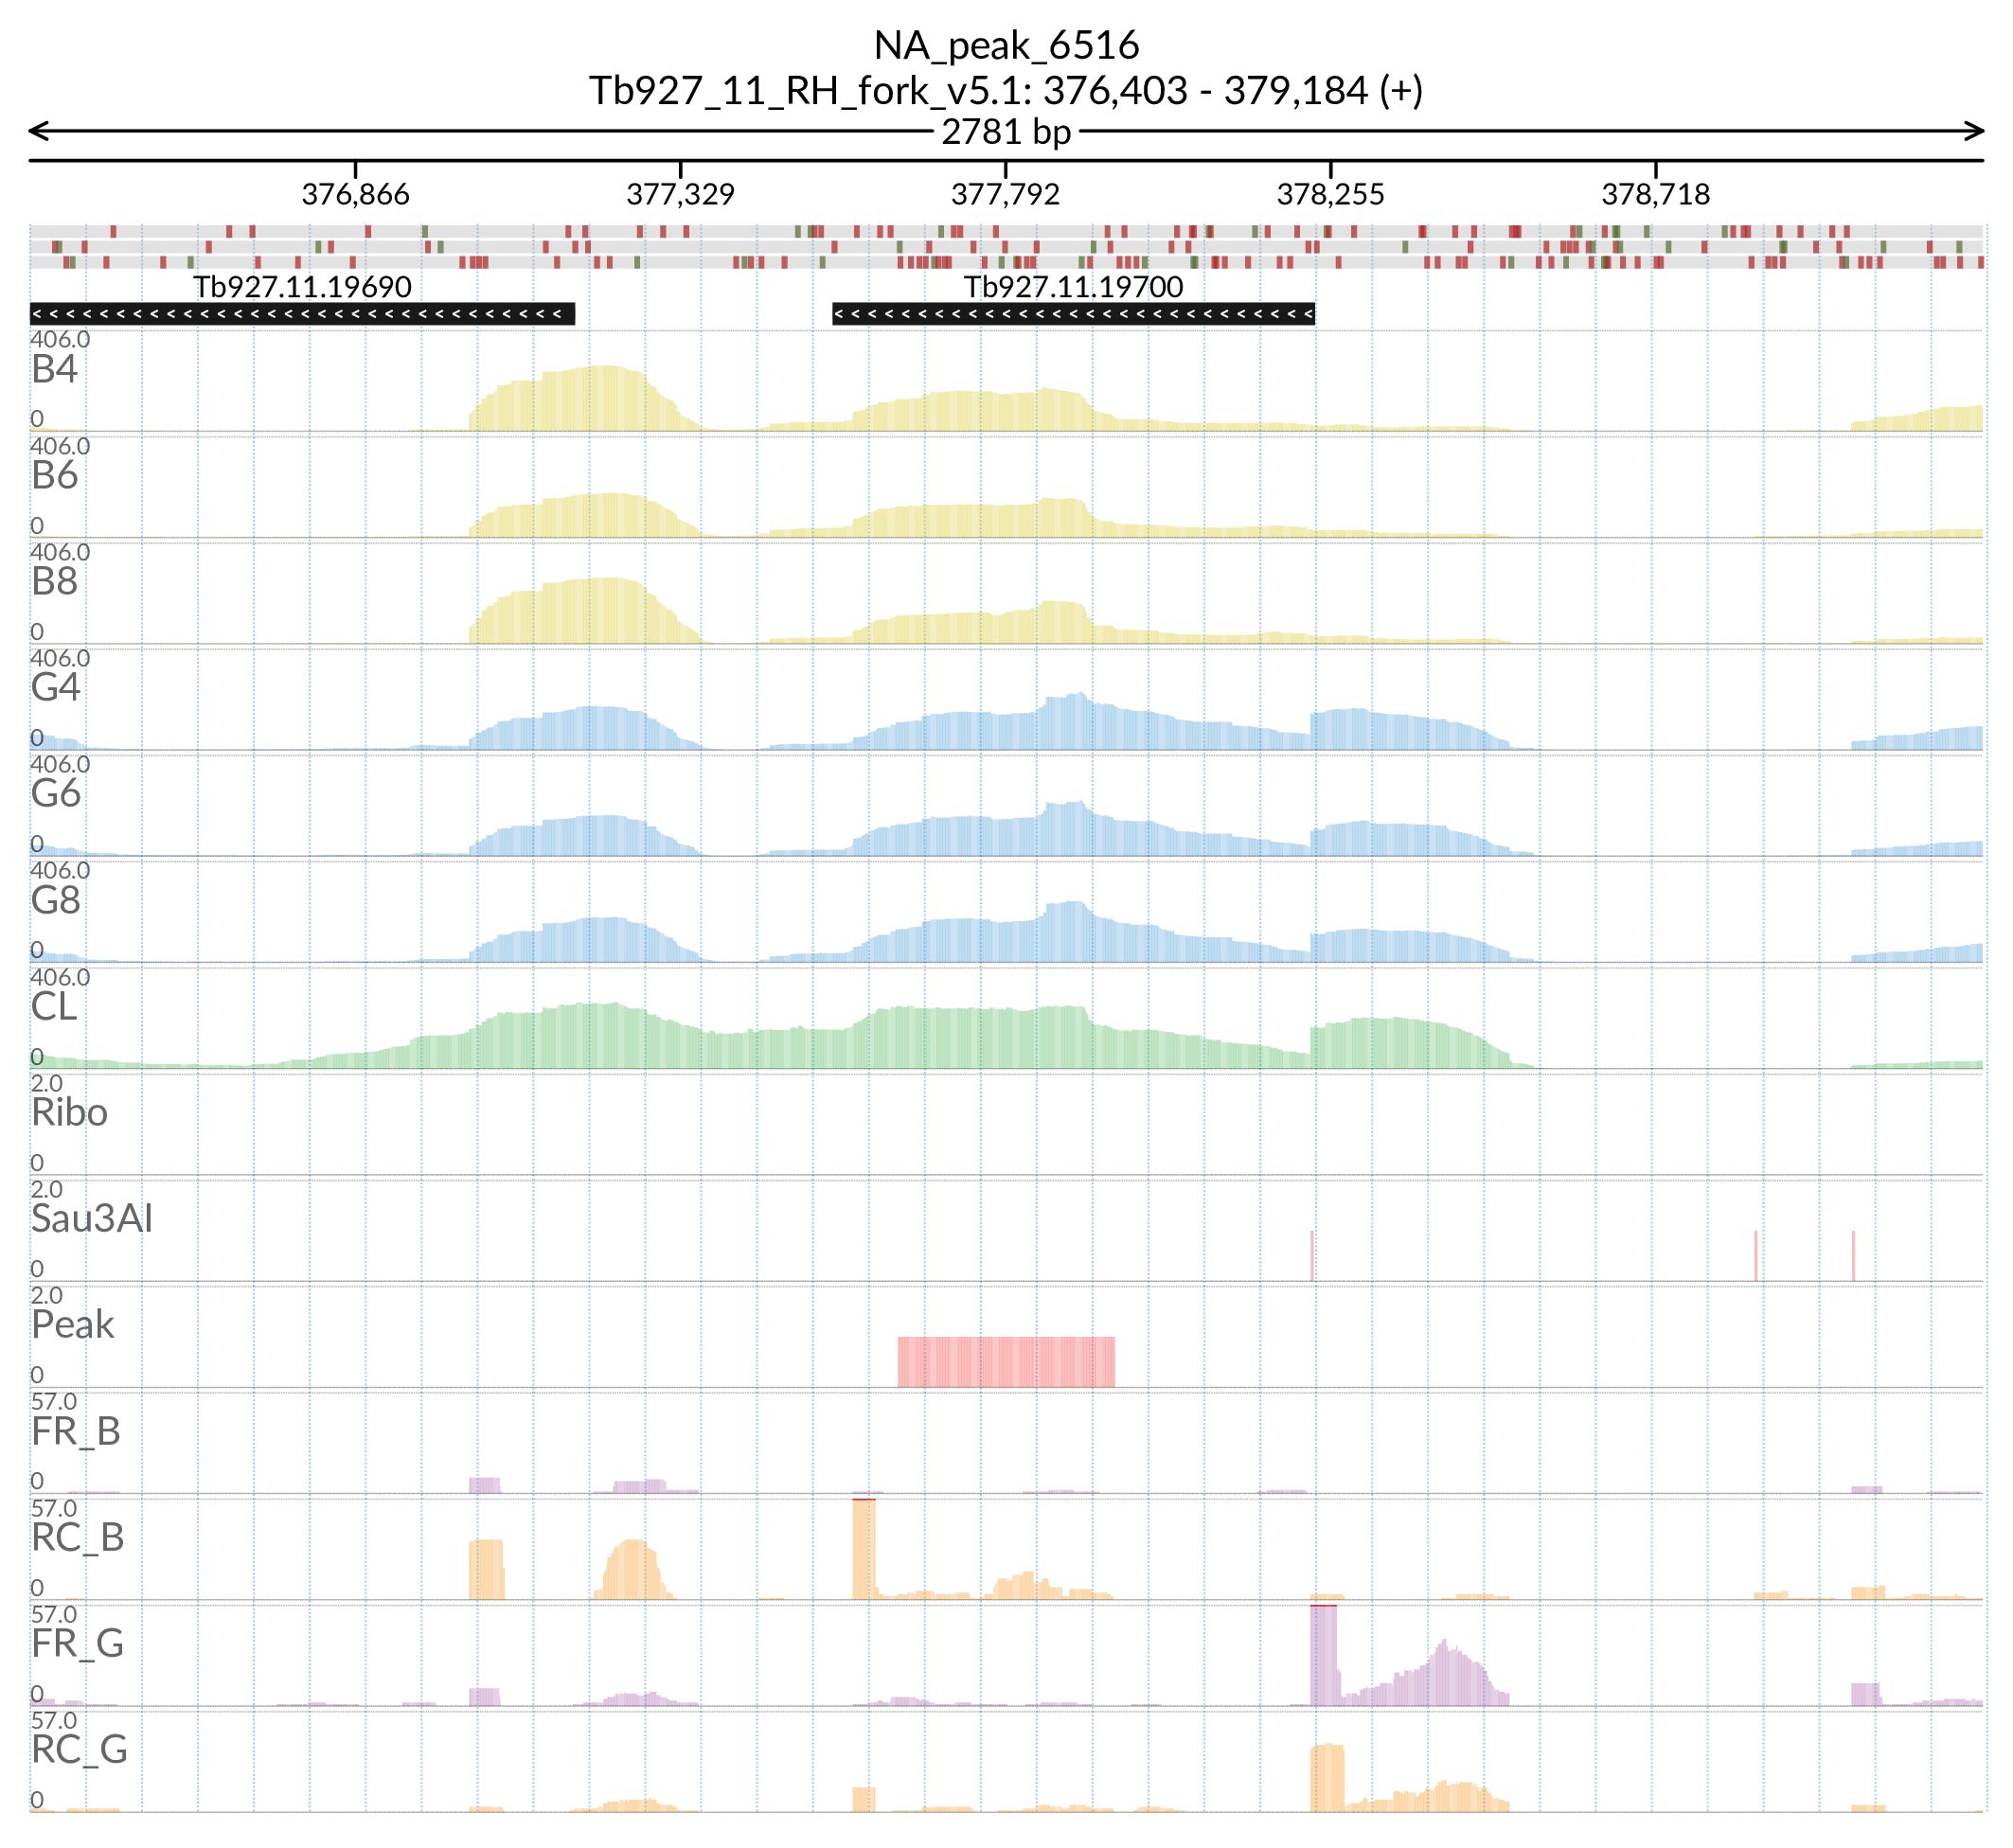 NA_peak_6516
Tb927_11_RH_fork_v5.1: 376,403 - 379,184 (+)
2781 bp
376,866 377,329 377,792 378,255 378,718
Tb927.11.19690 Tb927.11.19700
406.0
B4
0
406.0
B6
0
406.0
B8
0
406.0
G4
0
406.0
G6
0
406.0
G8
0
406.0
CL
0
2.0
Ribo
0
2.0
Sau3AI
0
2.0
Peak
0
57.0
FR_B
0
57.0
RC_B
0
57.0
FR_G
0
57.0
RC_G
0